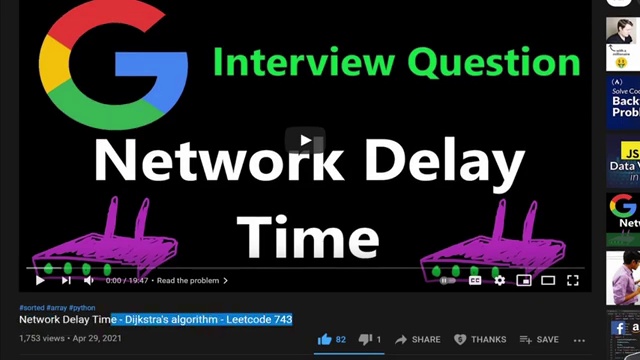 Interview Question
Network Delay
Time
0:00 / 19:47 • Read the problem >
#sorted #array #python
Network Delay Time - Dijkstra's algorithm - Leetcode 743
1,753 views • Apr 29, 2021
82
1
SHARE
THANKS
SAVE
Solve Co
Back
Proble
JS
Data
in
Net